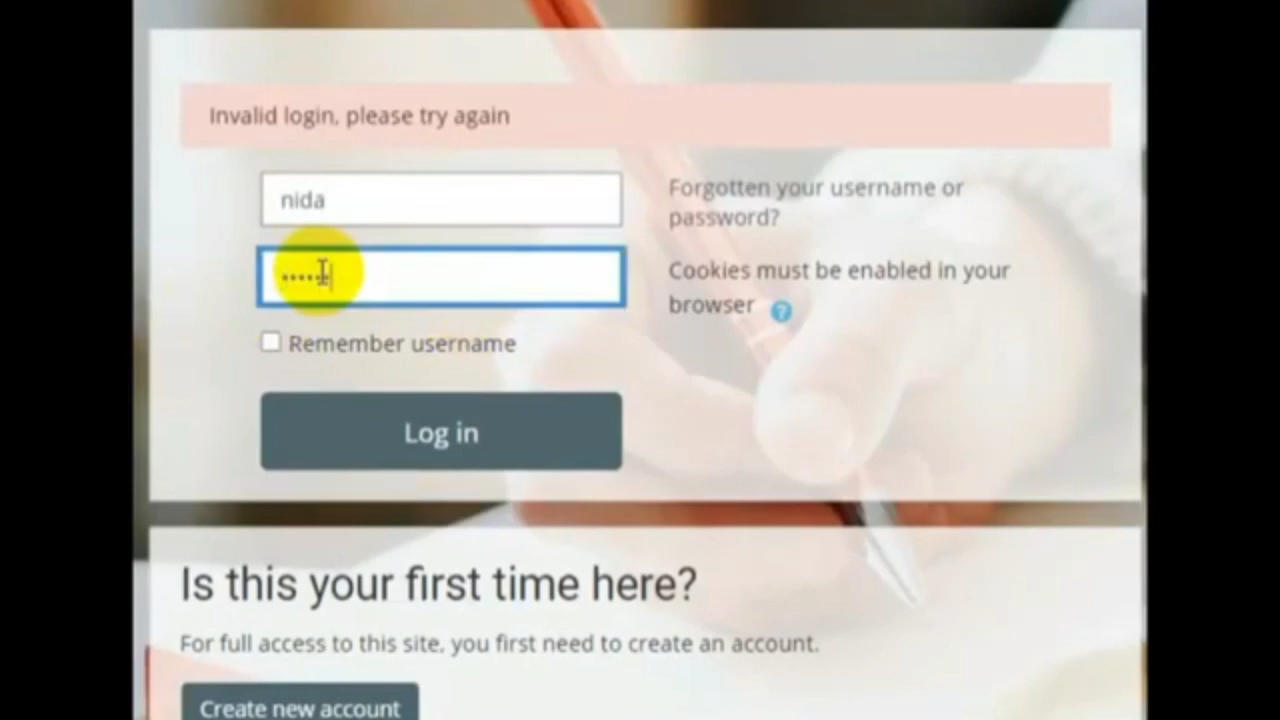 Invalid login, please try again
nida
Forgotten your username or
password?
Cookies must be enabled in your
browser ?
Remember username
Log in
Is this your first time here?
For full access to this site, you first need to create an account.
Create new account